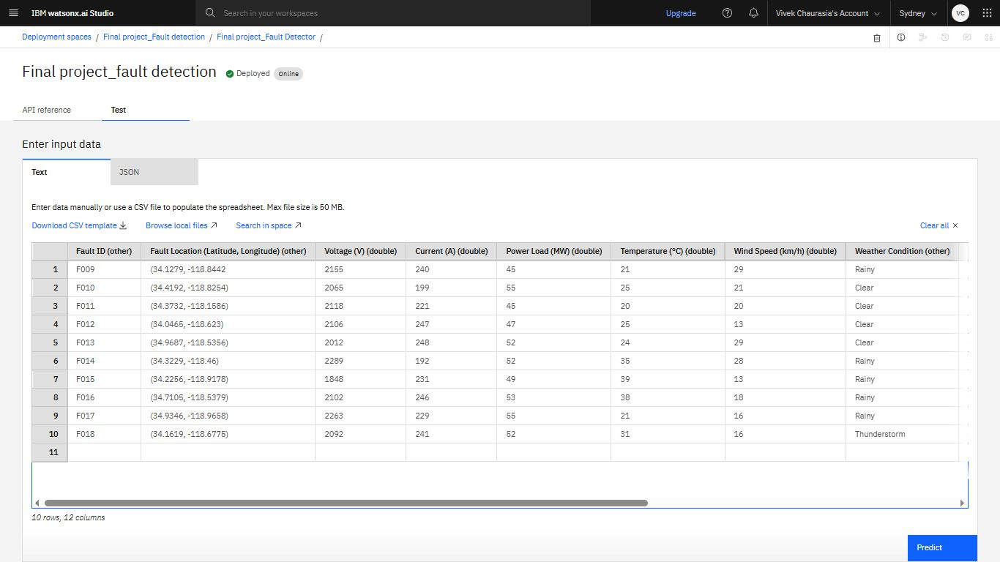 IBM watsonx.ai Studio Search in your workspaces Upgrade Vivek Chaurasia's Account Sydney VC
Deployment spaces / Final project_Fault detection / Final project_Fault Detector /
Final project_fault detection Deployed Online
API reference Test
Enter input data
Text JSON
Enter data manually or use a CSV file to populate the spreadsheet. Max file size is 50 MB.
Download CSV template Browse local files Search in space Clear all
Fault ID (other) Fault Location (Latitude, Longitude) (other) Voltage (V) (double) Current (A) (double) Power Load (MW) (double) Temperature (°C) (double) Wind Speed (km/h) (double) Weather Condition (other)
1 F009 (34.1279, -118.8442 2155 240 45 21 29 Rainy
2 F010 (34.4192, -118.8254) 2065 199 55 25 21 Clear
3 F011 (34.3732, -118.1586) 2118 221 45 20 20 Clear
4 F012 (34.0465, -118.623) 2106 247 47 25 13 Clear
5 F013 (34.9687, -118.5356) 2012 248 52 24 29 Clear
6 F014 (34.3229, -118.46) 2289 192 52 35 28 Rainy
7 F015 (34.2256, -118.9178) 1848 231 49 39 13 Rainy
8 F016 (34.7105, -118.5379) 2102 246 53 38 18 Rainy
9 F017 (34.9346, -118.9658) 2263 229 55 21 16 Rainy
10 F018 (34.1619, -118.6775) 2092 241 52 31 16 Thunderstorm
11
10 rows, 12 columns
Predict